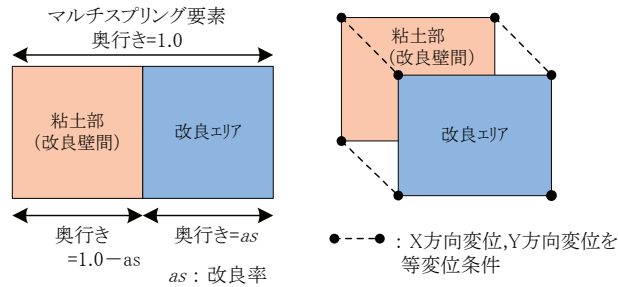 マルチスプリング要素
奥行き=1.0
粘土部
(改良壁間)
改良エリア
奥行き
=1.0－as
奥行き=as
as : 改良率
粘土部
(改良壁間)
改良エリア
: X方向変位,Y方向変位を
等変位条件